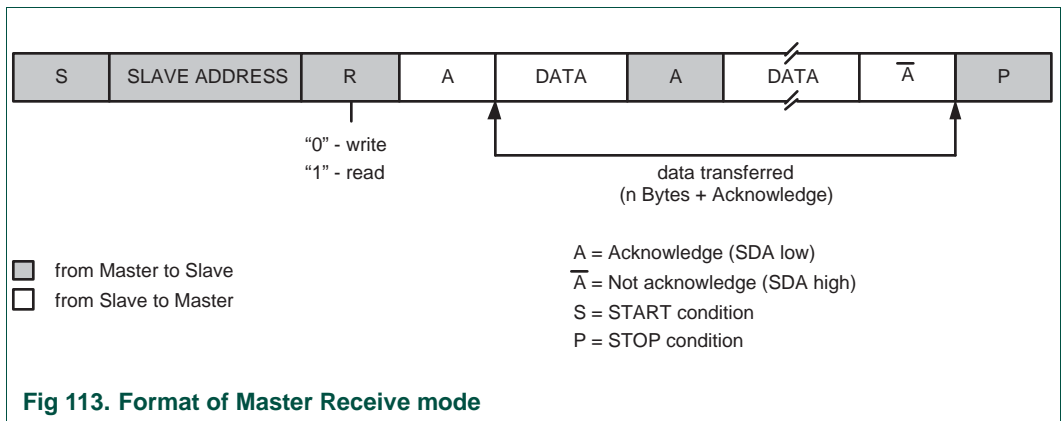 S SLAVE ADDRESS R A DATA A DATA A̅ P
“0” - write
“1” - read
data transferred
(n Bytes + Acknowledge)
from Master to Slave
from Slave to Master
A = Acknowledge (SDA low)
A̅ = Not acknowledge (SDA high)
S = START condition
P = STOP condition
Fig 113. Format of Master Receive mode